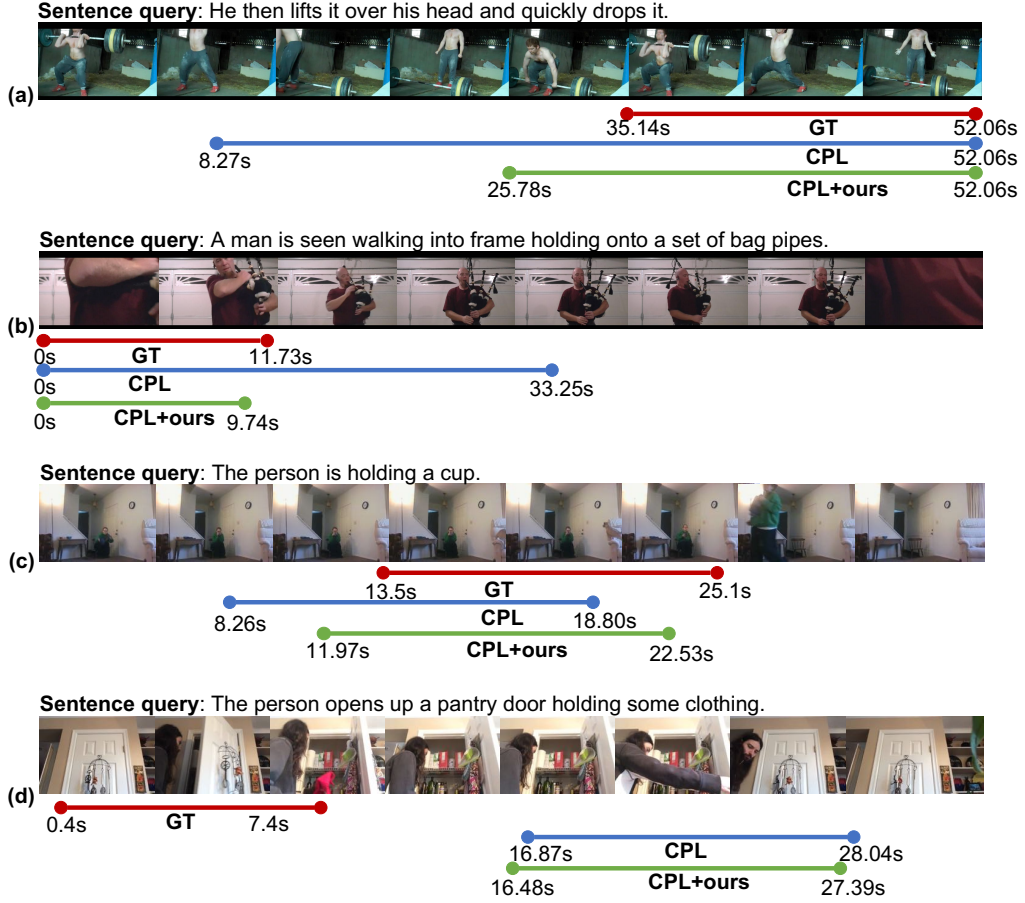 Sentence query: He then lifts it over his head and quickly drops it.
(a)
35.14s GT 52.06s
8.27s CPL 52.06s
25.78s CPL+ours 52.06s
Sentence query: A man is seen walking into frame holding onto a set of bag pipes.
(b)
0s GT 11.73s
0s CPL 33.25s
0s CPL+ours 9.74s
Sentence query: The person is holding a cup.
(c)
13.5s GT 25.1s
8.26s CPL 18.80s
11.97s CPL+ours 22.53s
Sentence query: The person opens up a pantry door holding some clothing.
(d)
0.4s GT 7.4s
16.87s CPL 28.04s
16.48s CPL+ours 27.39s